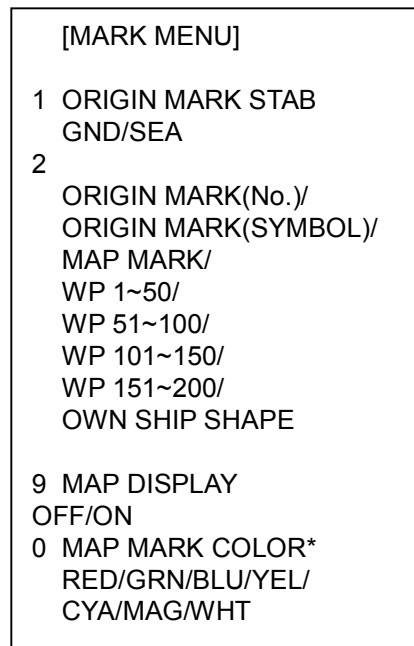 [MARK MENU]
1 ORIGIN MARK STAB
GND/SEA
2
ORIGIN MARK(No.)/
ORIGIN MARK(SYMBOL)/
MAP MARK/
WP 1~50/
WP 51~100/
WP 101~150/
WP 151~200/
OWN SHIP SHAPE
9 MAP DISPLAY
OFF/ON
0 MAP MARK COLOR*
RED/GRN/BLU/YEL/
CYA/MAG/WHT